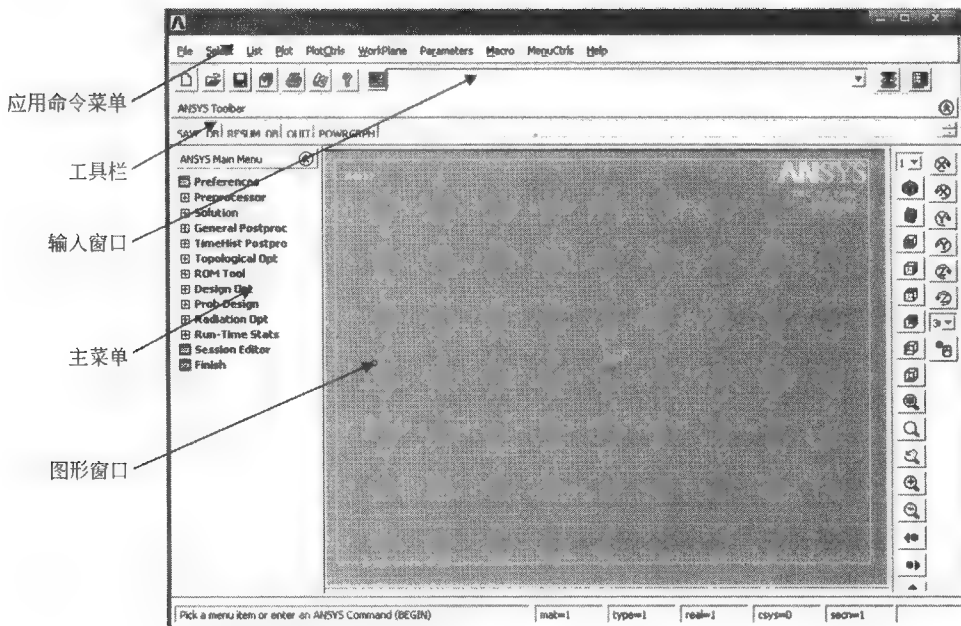 File Select List Plot PlotCtrls WorkPlane Parameters Macro MenuCtrls Help
应用命令菜单
ANSYS Toolbar
SAVE_DB RESUM_DB QUIT POWRGRPH
工具栏
ANSYS Main Menu
ANSYS
1
Preferences
Preprocessor
Solution
General Postproc
输入窗口
TimeHist Postpro
Topological Opt
ROM Tool
Design Opt
Prob Design
Radiation Opt
3
Run-Time Stats
主菜单
Session Editor
Finish
图形窗口
Pick a menu item or enter an ANSYS Command (BEGIN)
mat=1
type=1
real=1
csys=0
secn=1